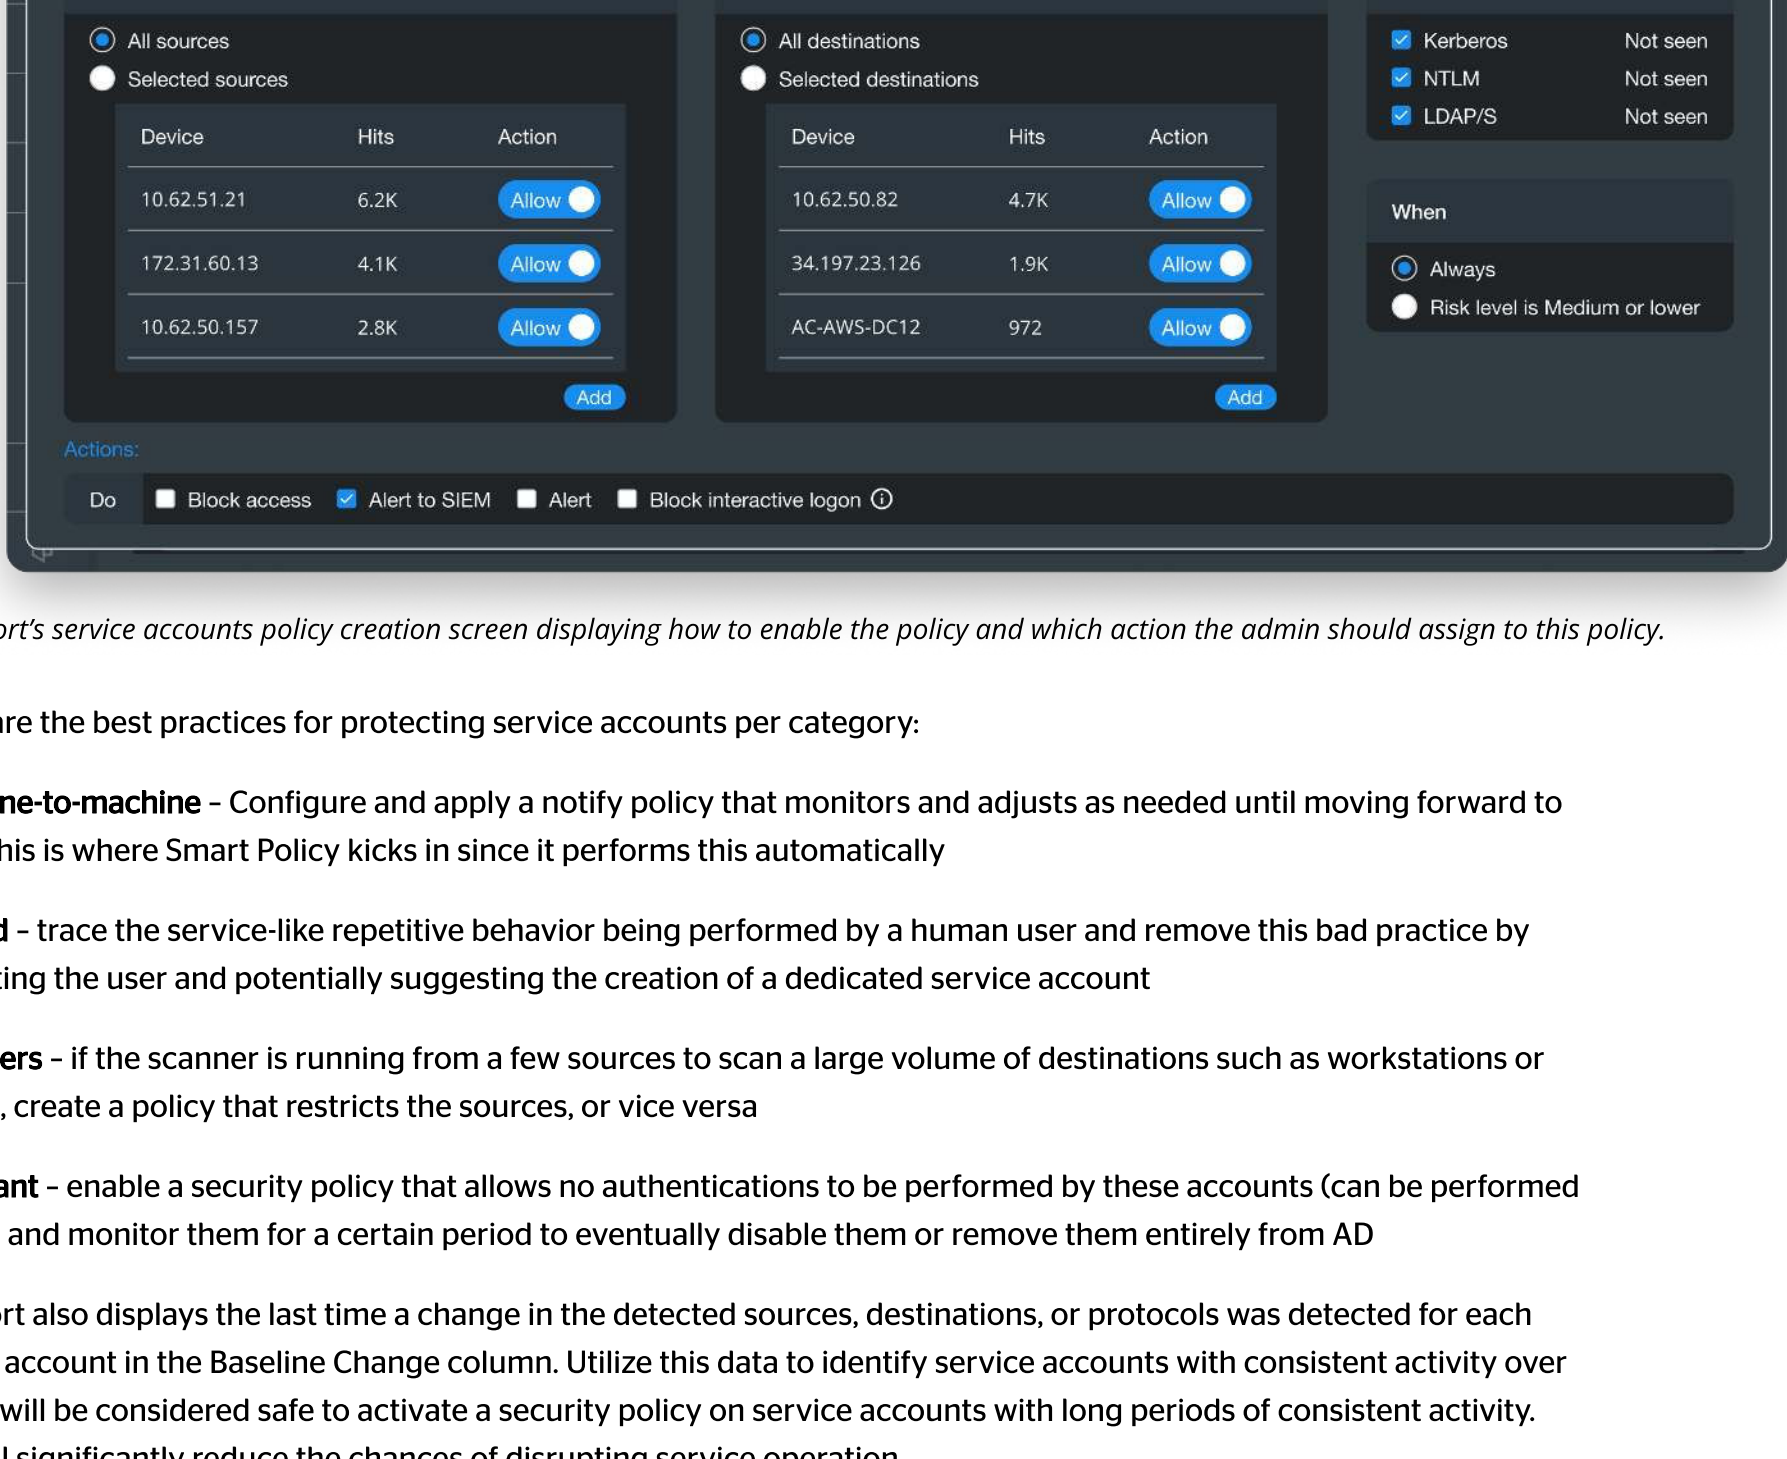 All sources
Selected sources
Device Hits Action
10.62.51.21 6.2K Allow
172.31.60.13 4.1K Allow
10.62.50.157 2.8K Allow
Add
All destinations
Selected destinations
Device Hits Action
10.62.50.82 4.7K Allow
34.197.23.126 1.9K Allow
AC-AWS-DC12 972 Allow
Add
Kerberos Not seen
NTLM Not seen
LDAP/S Not seen
When
Always
Risk level is Medium or lower
Actions:
Do Block access Alert to SIEM Alert Block interactive logon
ort's service accounts policy creation screen displaying how to enable the policy and which action the admin should assign to this policy.
are the best practices for protecting service accounts per category:
ne-to-machine – Configure and apply a notify policy that monitors and adjusts as needed until moving forward to
his is where Smart Policy kicks in since it performs this automatically
d – trace the service-like repetitive behavior being performed by a human user and remove this bad practice by
ting the user and potentially suggesting the creation of a dedicated service account
ers – if the scanner is running from a few sources to scan a large volume of destinations such as workstations or
, create a policy that restricts the sources, or vice versa
ant – enable a security policy that allows no authentications to be performed by these accounts (can be performed
and monitor them for a certain period to eventually disable them or remove them entirely from AD
rt also displays the last time a change in the detected sources, destinations, or protocols was detected for each
account in the Baseline Change column. Utilize this data to identify service accounts with consistent activity over
will be considered safe to activate a security policy on service accounts with long periods of consistent activity.
l significantly reduce the chances of disrupting service operation